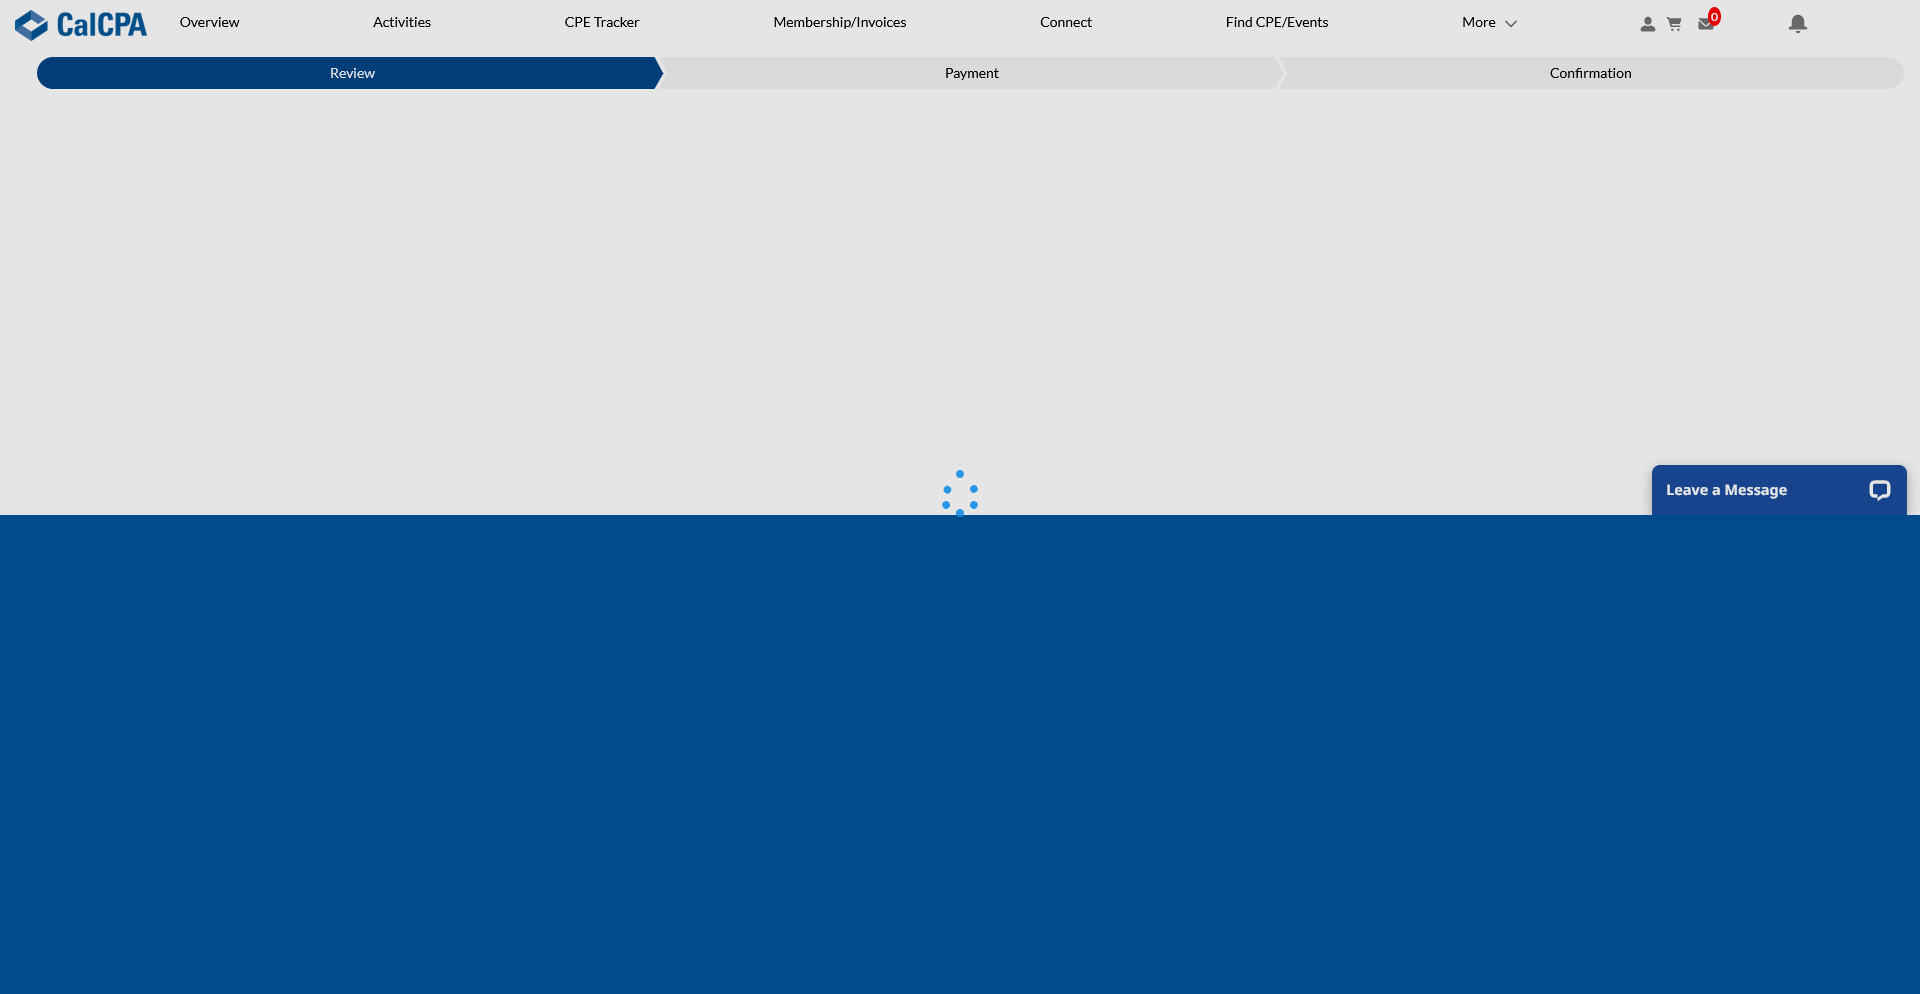 CalCPA
Overview
Activities
CPE Tracker
Membership/Invoices
Connect
Find CPE/Events
More
0
Review
Payment
Confirmation
Leave a Message